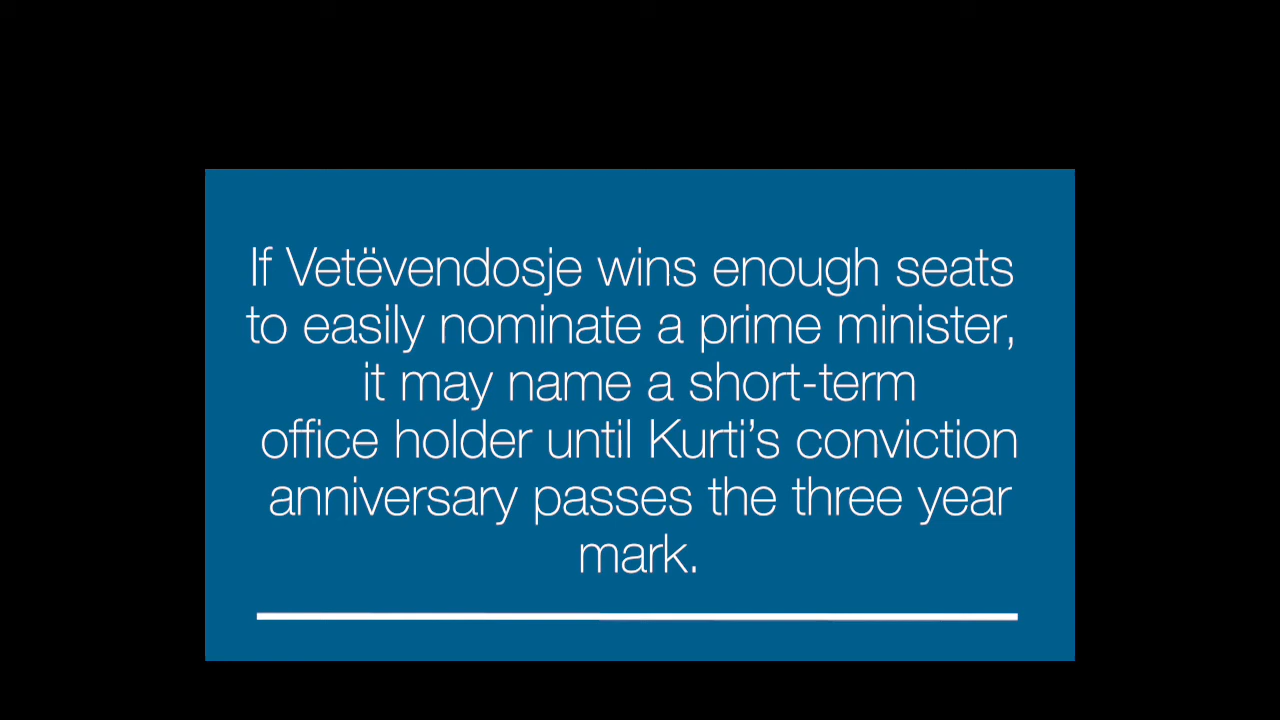 If Vetëvendosje wins enough seats
to easily nominate a prime minister,
it may name a short-term
office holder until Kurti’s conviction
anniversary passes the three year
mark.